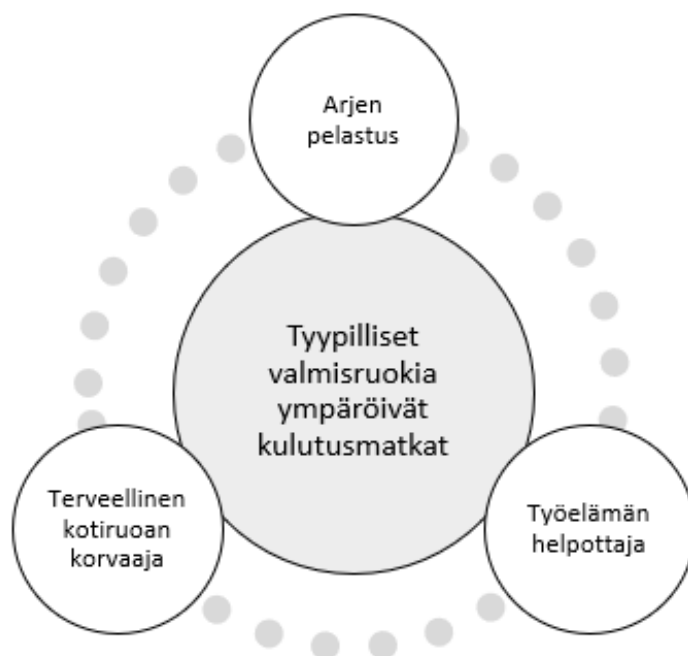 Arjen
pelastus
Tyypilliset
valmisruokia
ympäröivät
kulutusmatkat
Terveellinen
kotiruoan
korvaaja
Työelämän
helpottaja